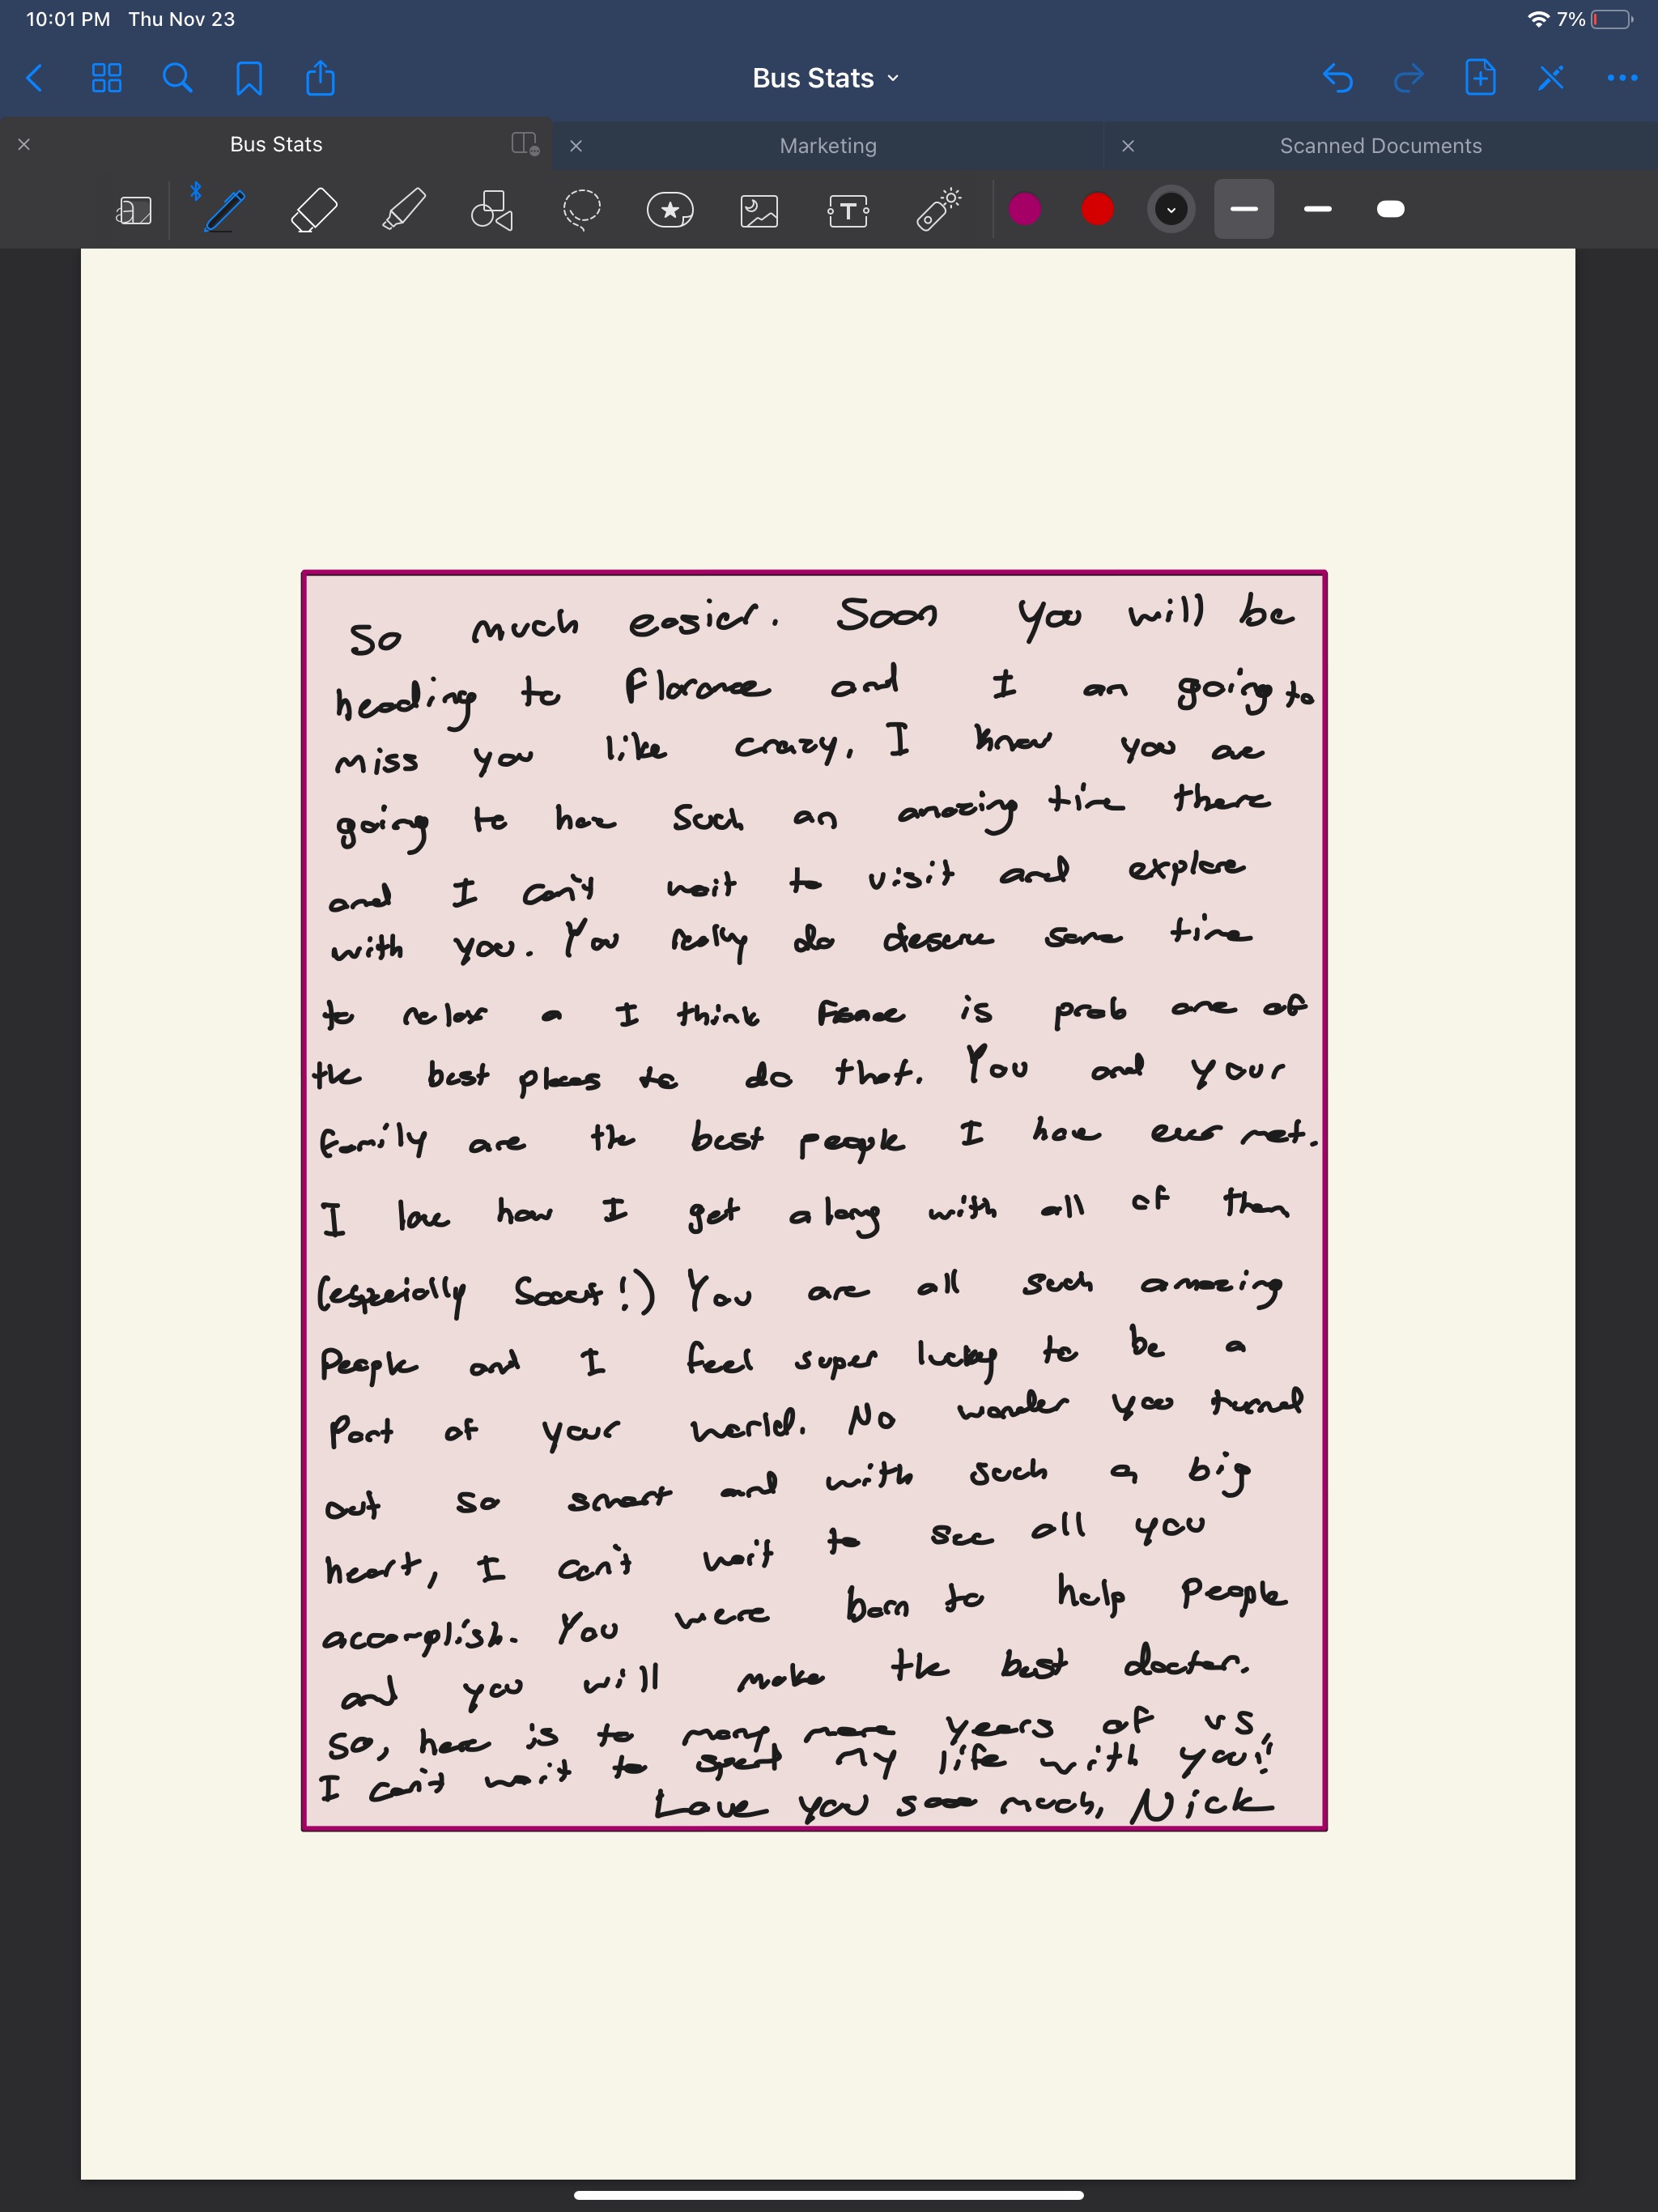 10:01 PM Thu Nov 23 7%
Bus Stats
Bus Stats Marketing Scanned Documents
So much easier. Soon you will be
heading to Florance and I am going to
miss you like crazy, I know you are
going to have such an amazing time there
and I can't wait to visit and explore
with you. You really do deserve some time
to relax I think is prob one of
the best places to do that. You and your
family are the best people I have ever met.
I love how I get along with all of them
(especially Scout!) You are all such amazing
People and I feel super lucky to be a
Part of your world. No wonder you turned
out so smart and with such a big
heart, I can't wait to see all you
accomplish. You were born to help People
and you will make the best doctor.
So, here is to many more years of us,
I can't wait to spend my life with you!
Love you sooo much, Nick